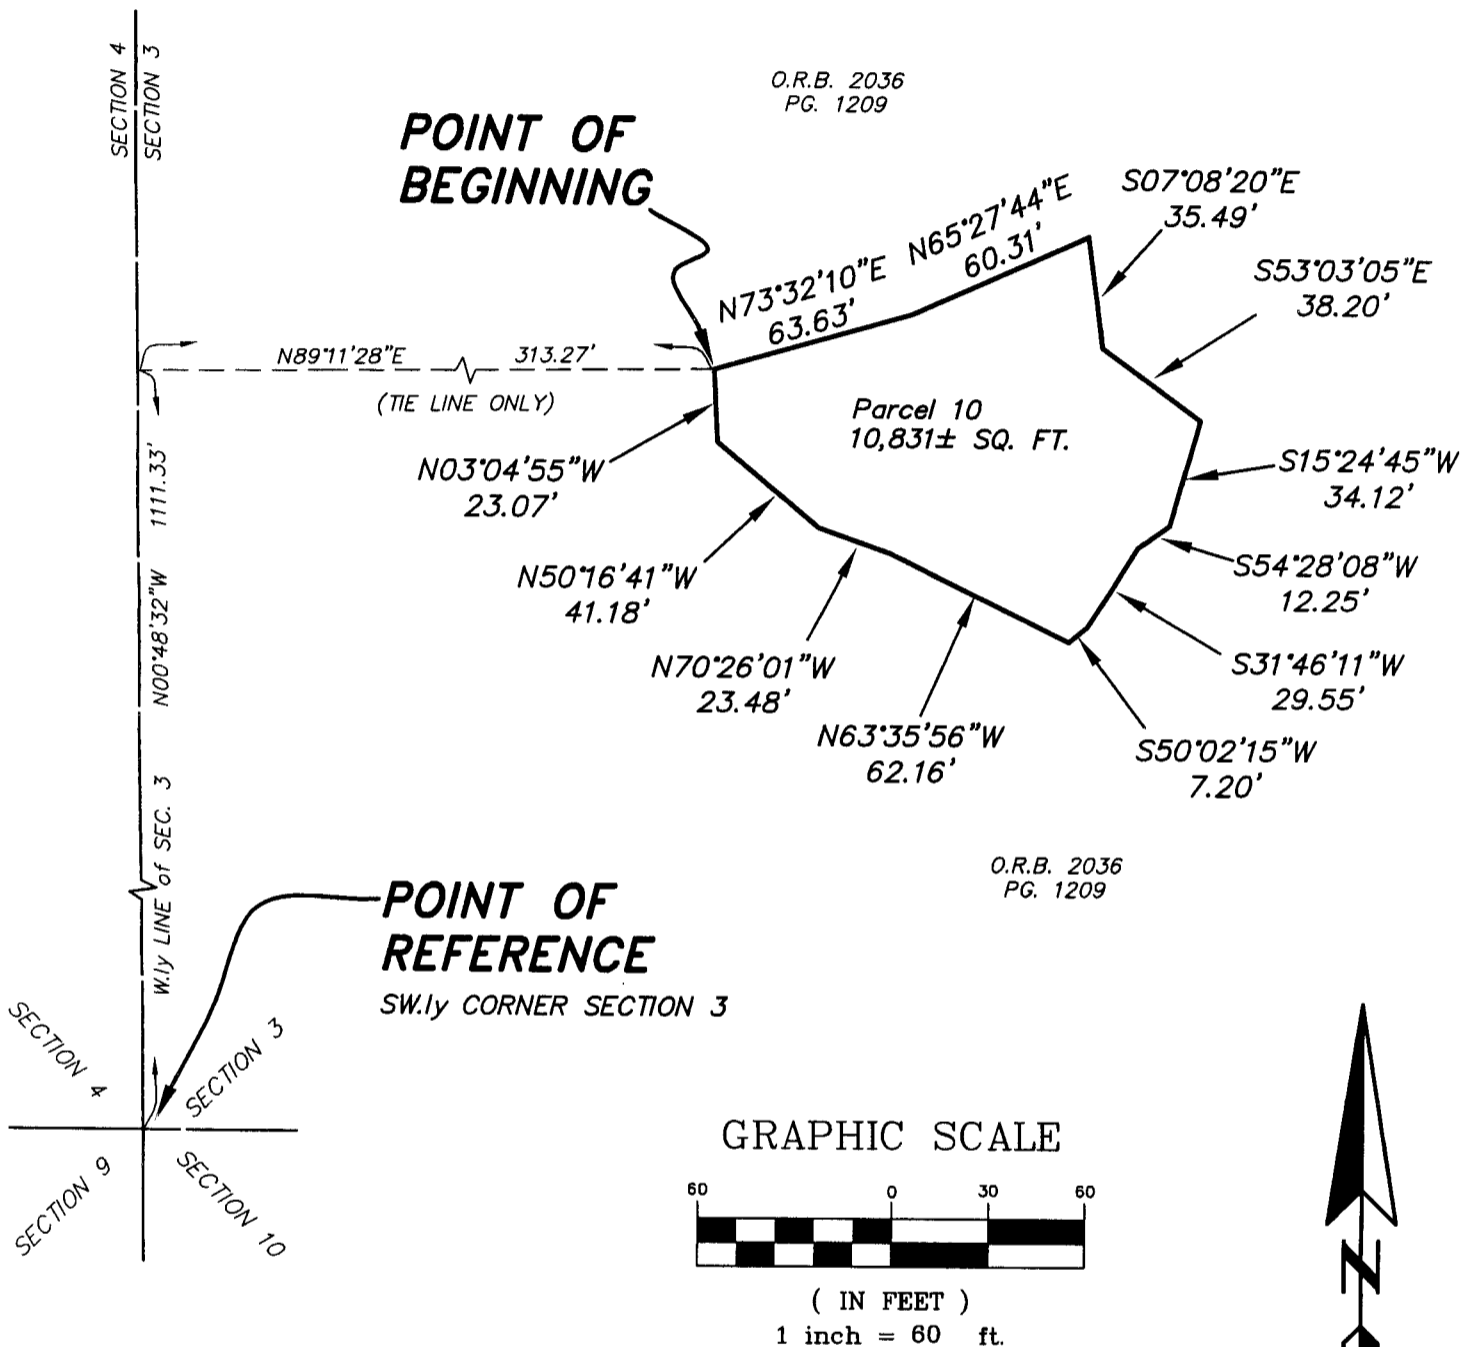 SECTION 4
SECTION 3
O.R.B. 2036
PG. 1209
POINT OF
BEGINNING
N73°32'10"E
63.63'
N65°27'44"E
60.31'
S07°08'20"E
35.49'
S53°03'05"E
38.20'
N89°11'28"E
313.27'
(TIE LINE ONLY)
Parcel 10
10,831± SQ. FT.
N03°04'55"W
23.07'
S15°24'45"W
34.12'
N50°16'41"W
41.18'
S54°28'08"W
12.25'
N70°26'01"W
23.48'
S31°46'11"W
29.55'
N63°35'56"W
62.16'
S50°02'15"W
7.20'
W.ly LINE of SEC. 3 N00°48'32"W 1111.33'
O.R.B. 2036
PG. 1209
POINT OF
REFERENCE
SW.ly CORNER SECTION 3
SECTION 4
SECTION 3
SECTION 9
SECTION 10
GRAPHIC SCALE
60 0 30 60
( IN FEET )
1 inch = 60 ft.
N